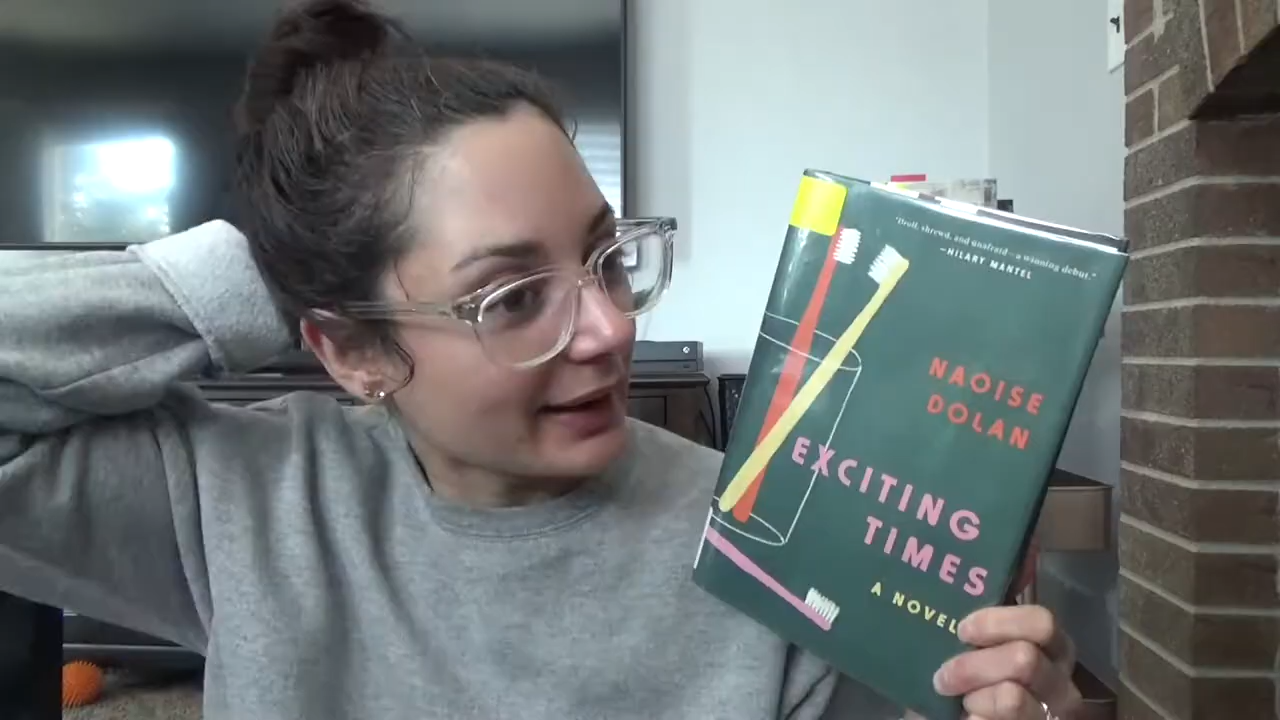 "Droll, shrewd, and unafraid—a winning debut."
—HILARY MANTEL
NAOISE
DOLAN
EXCITING
TIMES
A NOVEL